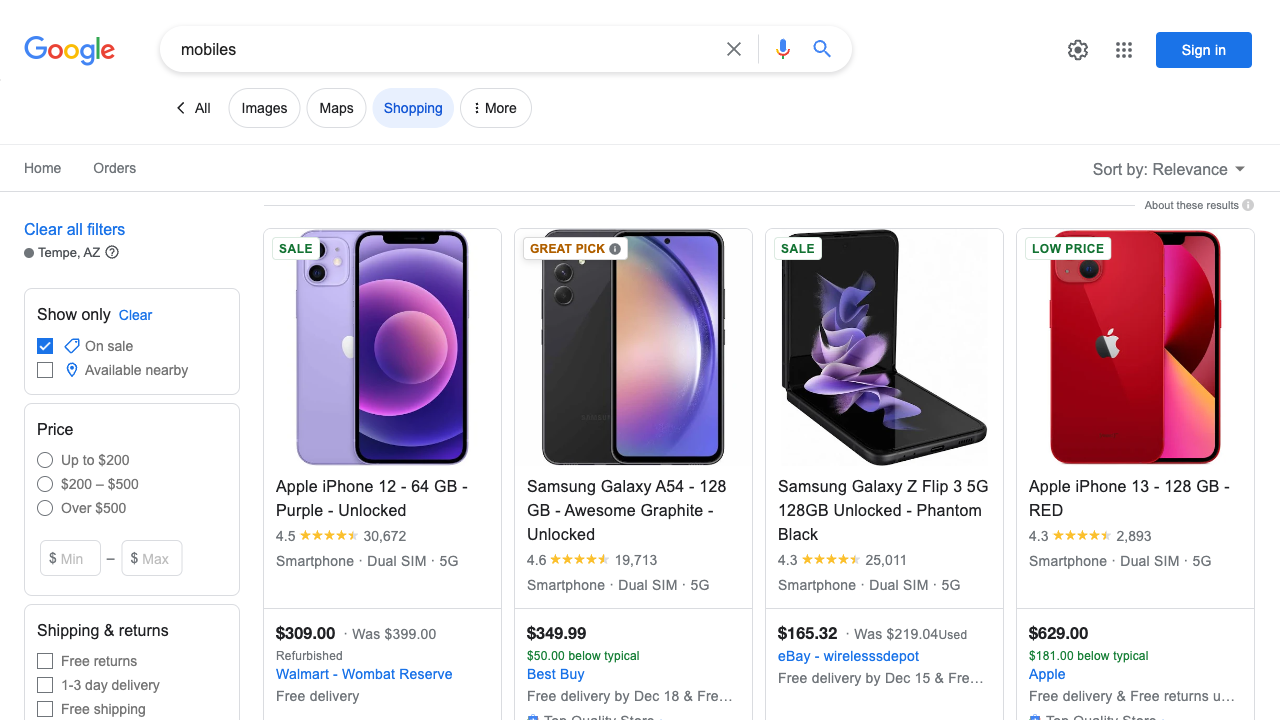 Google
mobiles
Sign in
All
Images
Maps
Shopping
More
Home
Orders
Sort by: Relevance
About these results
Clear all filters
Tempe, AZ
Show only Clear
On sale
Available nearby
Price
Up to $200
$200 – $500
Over $500
$ Min – $ Max
Shipping & returns
Free returns
1-3 day delivery
Free shipping
SALE
Apple iPhone 12 - 64 GB -
Purple - Unlocked
4.5 30,672
Smartphone · Dual SIM · 5G
$309.00 · Was $399.00
Refurbished
Walmart - Wombat Reserve
Free delivery
GREAT PICK
Samsung Galaxy A54 - 128
GB - Awesome Graphite -
Unlocked
4.6 19,713
Smartphone · Dual SIM · 5G
$349.99
$50.00 below typical
Best Buy
Free delivery by Dec 18 & Fre…
Top Quality Store ·
SALE
Samsung Galaxy Z Flip 3 5G
128GB Unlocked - Phantom
Black
4.3 25,011
Smartphone · Dual SIM · 5G
$165.32 · Was $219.04Used
eBay - wirelesssdepot
Free delivery by Dec 15 & Fre…
LOW PRICE
Apple iPhone 13 - 128 GB -
RED
4.3 2,893
Smartphone · Dual SIM · 5G
$629.00
$181.00 below typical
Apple
Free delivery & Free returns u…
Top Quality Store ·